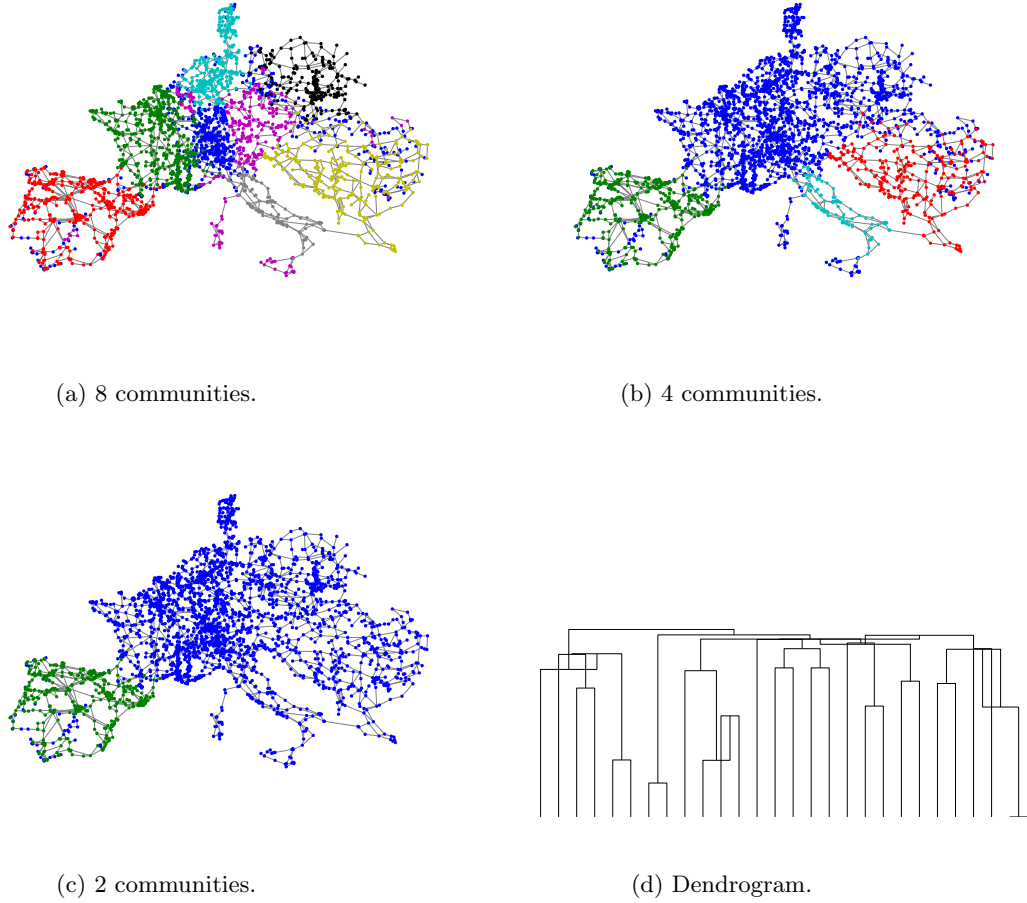 (a) 8 communities.
(b) 4 communities.
(c) 2 communities.
(d) Dendrogram.